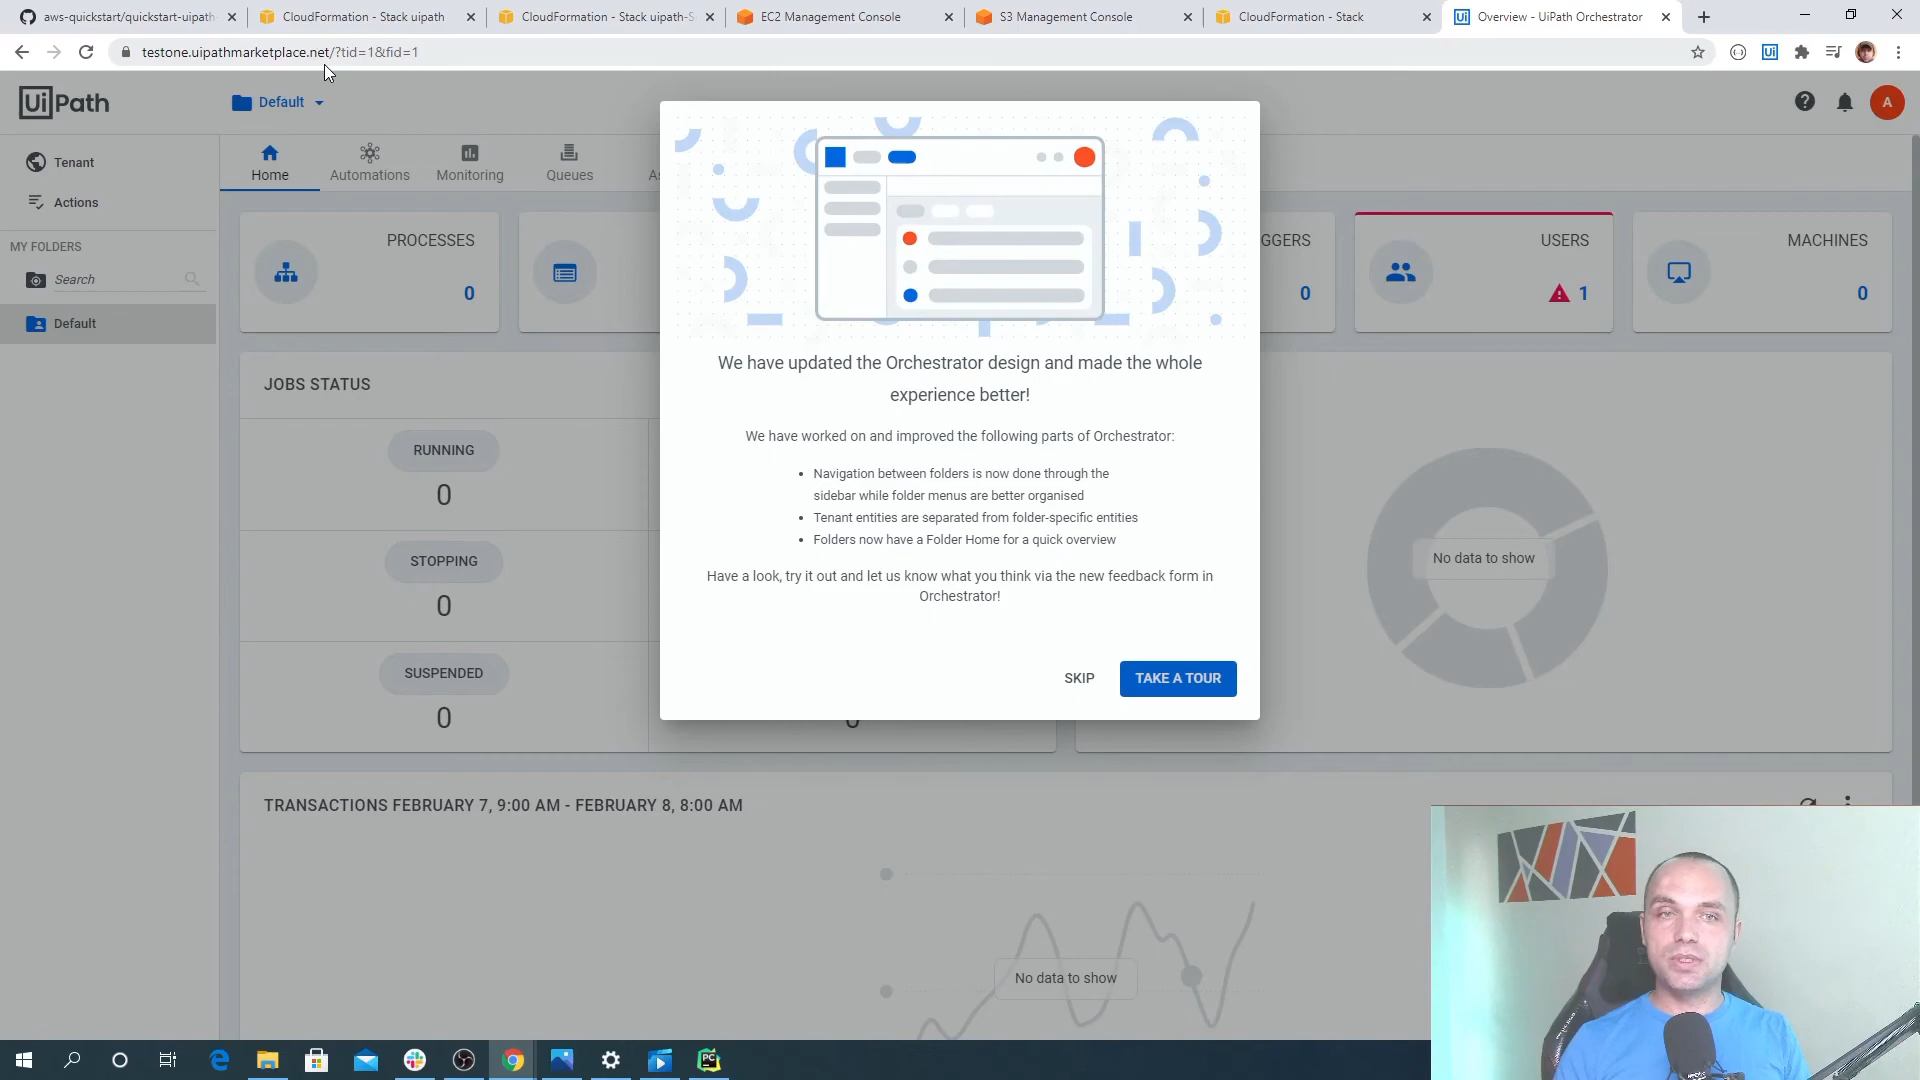 aws-quickstart/quickstart-uipath
CloudFormation - Stack uipath
CloudFormation - Stack uipath-S
EC2 Management Console
S3 Management Console
CloudFormation - Stack
Ui
Overview - UiPath Orchestrator
testone.uipathmarketplace.net/?tid=1&fid=1
Ui
Ui Path
Default
A
Tenant
Actions
MY FOLDERS
Search
Default
Home
Automations
Monitoring
Queues
As
PROCESSES
0
GGERS
0
USERS
1
MACHINES
0
JOBS STATUS
RUNNING
0
STOPPING
0
SUSPENDED
0
0
No data to show
We have updated the Orchestrator design and made the whole
experience better!
We have worked on and improved the following parts of Orchestrator:
• Navigation between folders is now done through the
sidebar while folder menus are better organised
• Tenant entities are separated from folder-specific entities
• Folders now have a Folder Home for a quick overview
Have a look, try it out and let us know what you think via the new feedback form in
Orchestrator!
SKIP
TAKE A TOUR
TRANSACTIONS FEBRUARY 7, 9:00 AM - FEBRUARY 8, 8:00 AM
No data to show
PC